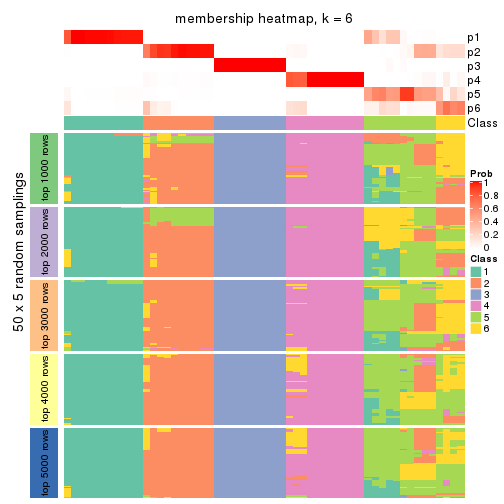 membership heatmap, k = 6
p1
p2
p3
p4
p5
p6
Class
50 x 5 random samplings
top 1000 rows
top 2000 rows
top 3000 rows
top 4000 rows
top 5000 rows
Prob
1
0.8
0.6
0.4
0.2
0
Class
1
2
3
4
5
6